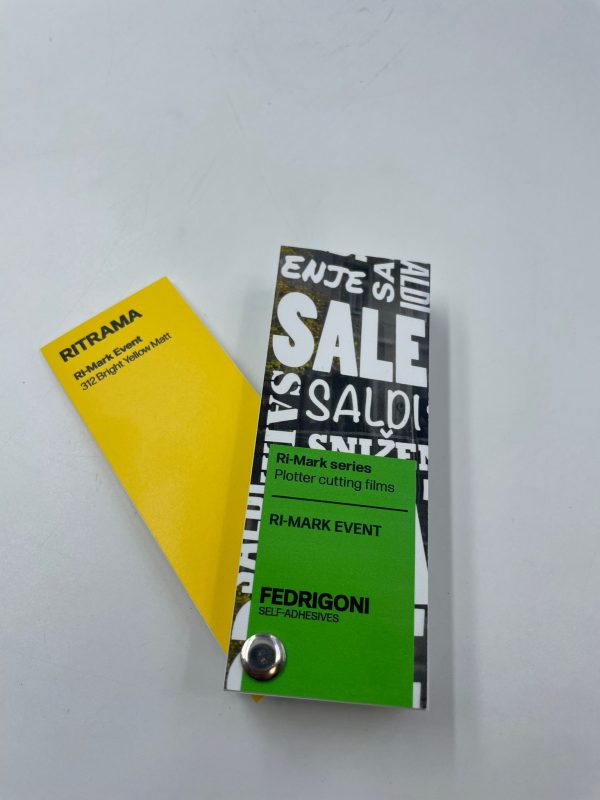 RITRAMA
Ri-Mark Event
312 Bright Yellow Matt
ENJE
SA
ALDI
SALE
SALDI
Ri-Mark series
Plotter cutting films
RI-MARK EVENT
FEDRIGONI
SELF-ADHESIVES